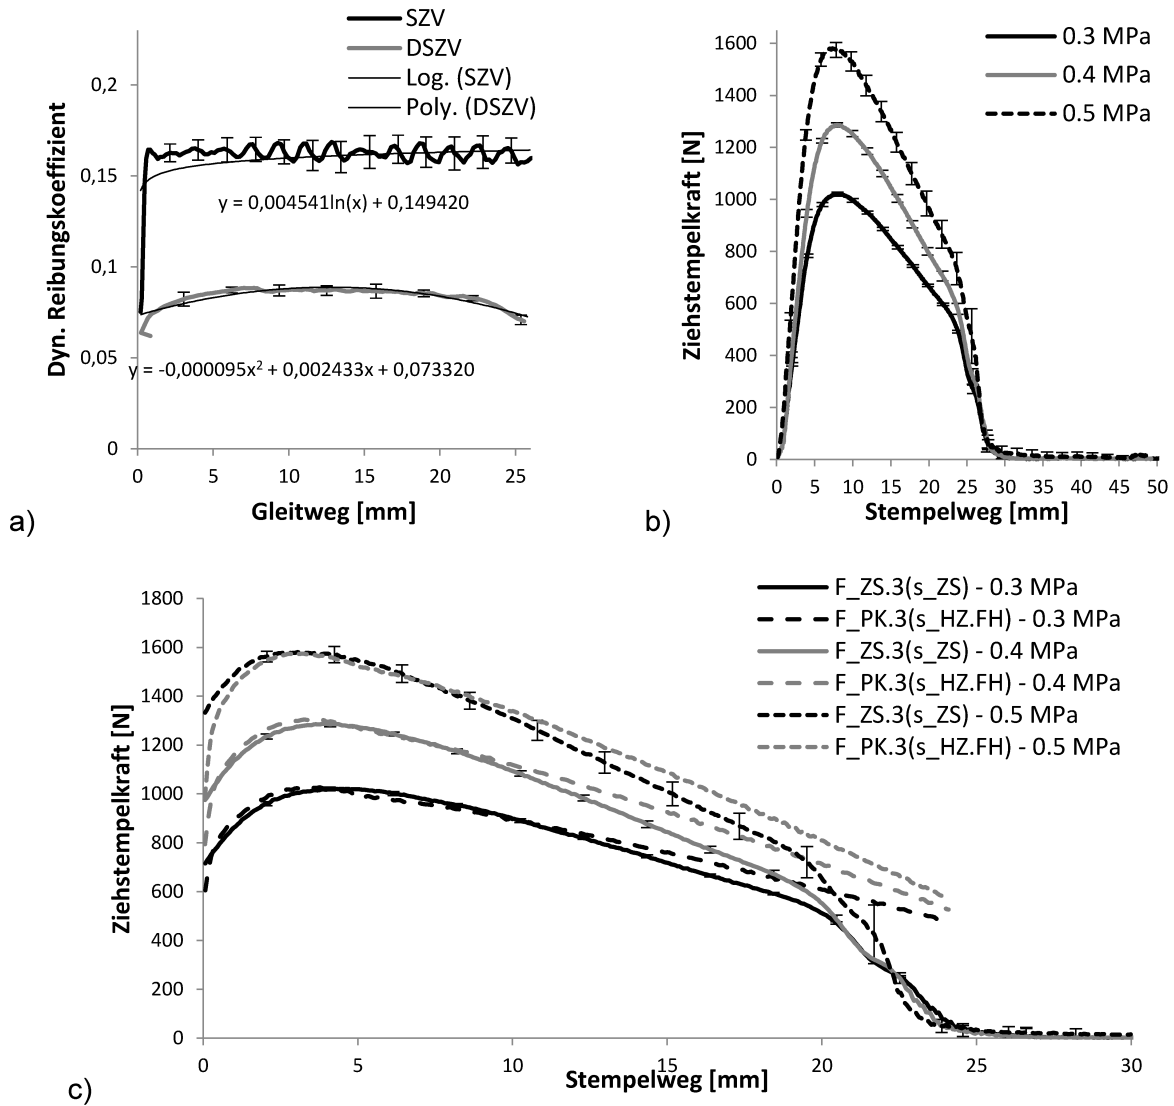 SZV
DSZV
Log. (SZV)
Poly. (DSZV)
Dyn. Reibungskoeffizient
0,2
0,15
0,1
0,05
0
y = 0,004541ln(x) + 0,149420
y = -0,000095x² + 0,002433x + 0,073320
0 5 10 15 20 25
Gleitweg [mm]
a)
0.3 MPa
0.4 MPa
0.5 MPa
Ziehstempelkraft [N]
1600
1400
1200
1000
800
600
400
200
0
0 5 10 15 20 25 30 35 40 45 50
Stempelweg [mm]
b)
F_ZS.3(s_ZS) - 0.3 MPa
F_PK.3(s_HZ.FH) - 0.3 MPa
F_ZS.3(s_ZS) - 0.4 MPa
F_PK.3(s_HZ.FH) - 0.4 MPa
F_ZS.3(s_ZS) - 0.5 MPa
F_PK.3(s_HZ.FH) - 0.5 MPa
Ziehstempelkraft [N]
1800
1600
1400
1200
1000
800
600
400
200
0
0 5 10 15 20 25 30
Stempelweg [mm]
c)